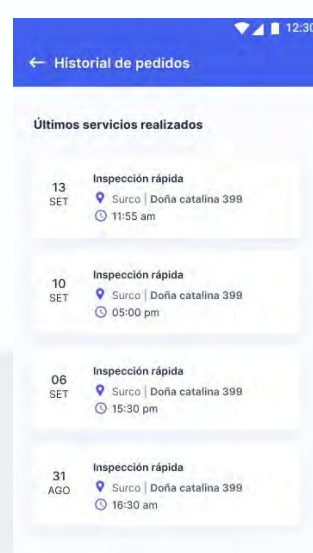 12:30
Historial de pedidos
Últimos servicios realizados
13
SET
Inspección rápida
Surco | Doña catalina 399
11:55 am
10
SET
Inspección rápida
Surco | Doña catalina 399
05:00 pm
06
SET
Inspección rápida
Surco | Doña catalina 399
15:30 pm
31
AGO
Inspección rápida
Surco | Doña catalina 399
16:30 am